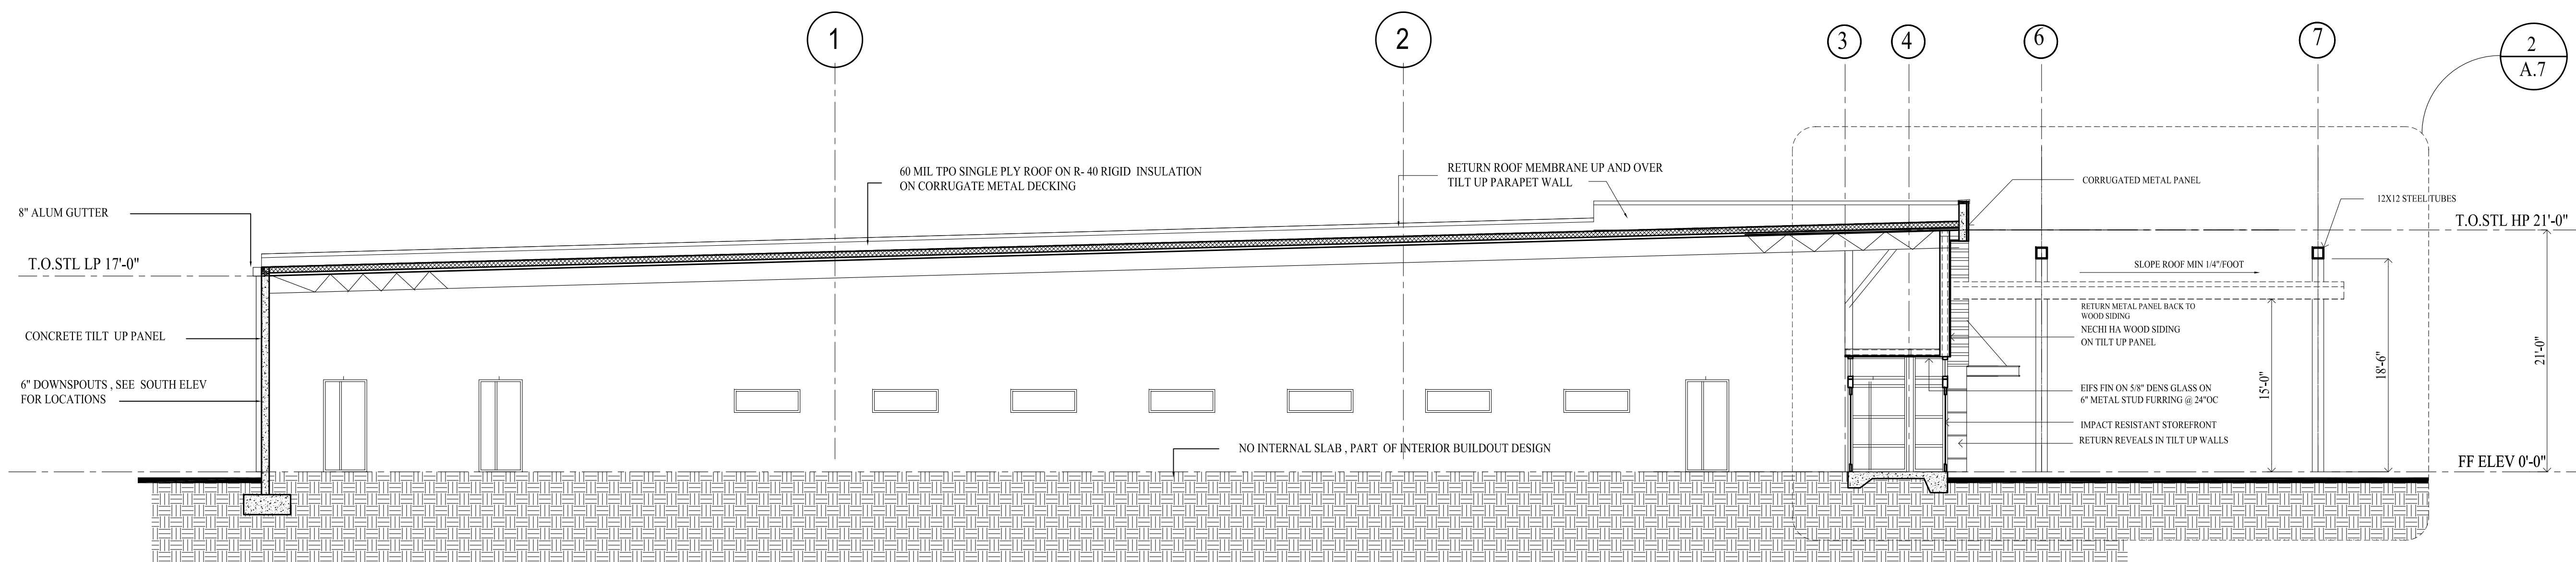 1
2
3
4
6
7
2
A.7
60 MIL TPO SINGLE PLY ROOF ON R- 40 RIGID INSULATION
ON CORRUGATE METAL DECKING
RETURN ROOF MEMBRANE UP AND OVER
TILT UP PARAPET WALL
CORRUGATED METAL PANEL
12X12 STEEL TUBES
8" ALUM GUTTER
T.O.STL HP 21'-0"
T.O.STL LP 17'-0"
SLOPE ROOF MIN 1/4"/FOOT
RETURN METAL PANEL BACK TO
WOOD SIDING
NECHI HA WOOD SIDING
ON TILT UP PANEL
CONCRETE TILT UP PANEL
21'-0"
18'-6"
15'-0"
6" DOWNSPOUTS , SEE SOUTH ELEV
FOR LOCATIONS
EIFS FIN ON 5/8" DENS GLASS ON
6" METAL STUD FURRING @ 24"OC
IMPACT RESISTANT STOREFRONT
RETURN REVEALS IN TILT UP WALLS
NO INTERNAL SLAB , PART OF INTERIOR BUILDOUT DESIGN
FF ELEV 0'-0"